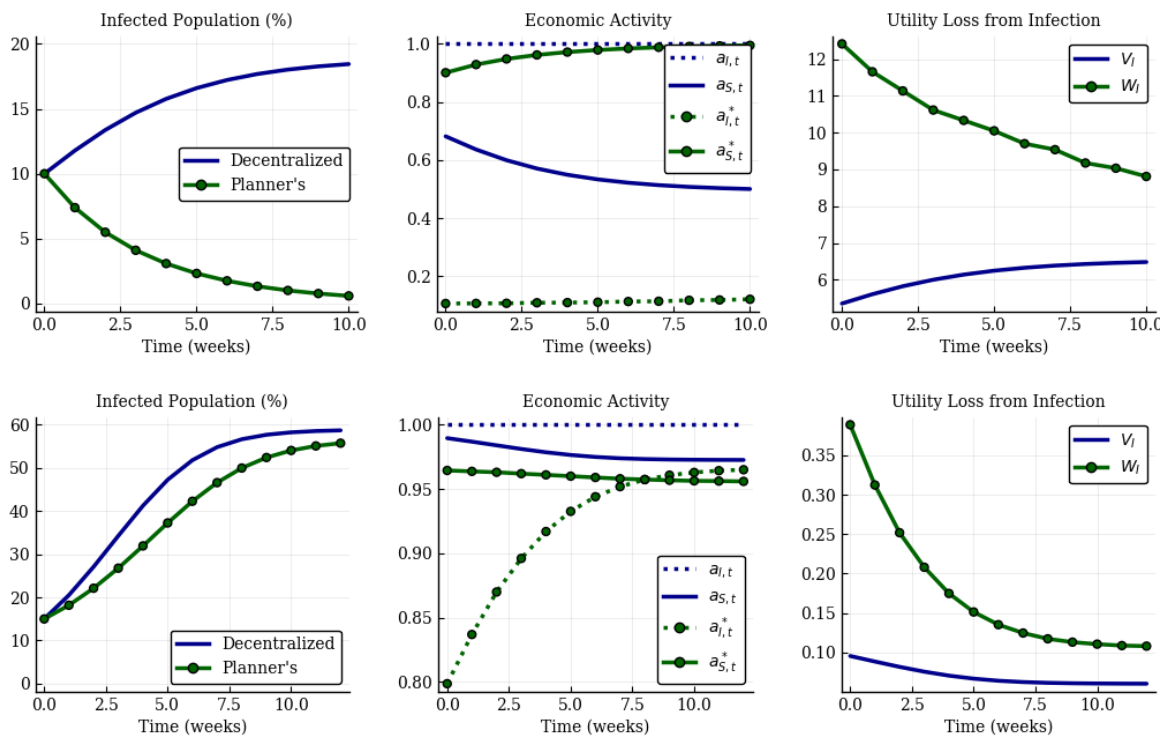 Infected Population (%)
20
15
10
5
0
Decentralized
Planner's
0.0 2.5 5.0 7.5 10.0
Time (weeks)
Economic Activity
1.0
0.8
0.6
0.4
0.2
a_{I,t}
a_{S,t}
a^*_{I,t}
a^*_{S,t}
0.0 2.5 5.0 7.5 10.0
Time (weeks)
Utility Loss from Infection
12
11
10
9
8
7
6
V_I
W_I
0.0 2.5 5.0 7.5 10.0
Time (weeks)
Infected Population (%)
60
50
40
30
20
10
0
Decentralized
Planner's
0.0 2.5 5.0 7.5 10.0
Time (weeks)
Economic Activity
1.00
0.95
0.90
0.85
0.80
a_{I,t}
a_{S,t}
a^*_{I,t}
a^*_{S,t}
0.0 2.5 5.0 7.5 10.0
Time (weeks)
Utility Loss from Infection
0.35
0.30
0.25
0.20
0.15
0.10
V_I
W_I
0.0 2.5 5.0 7.5 10.0
Time (weeks)